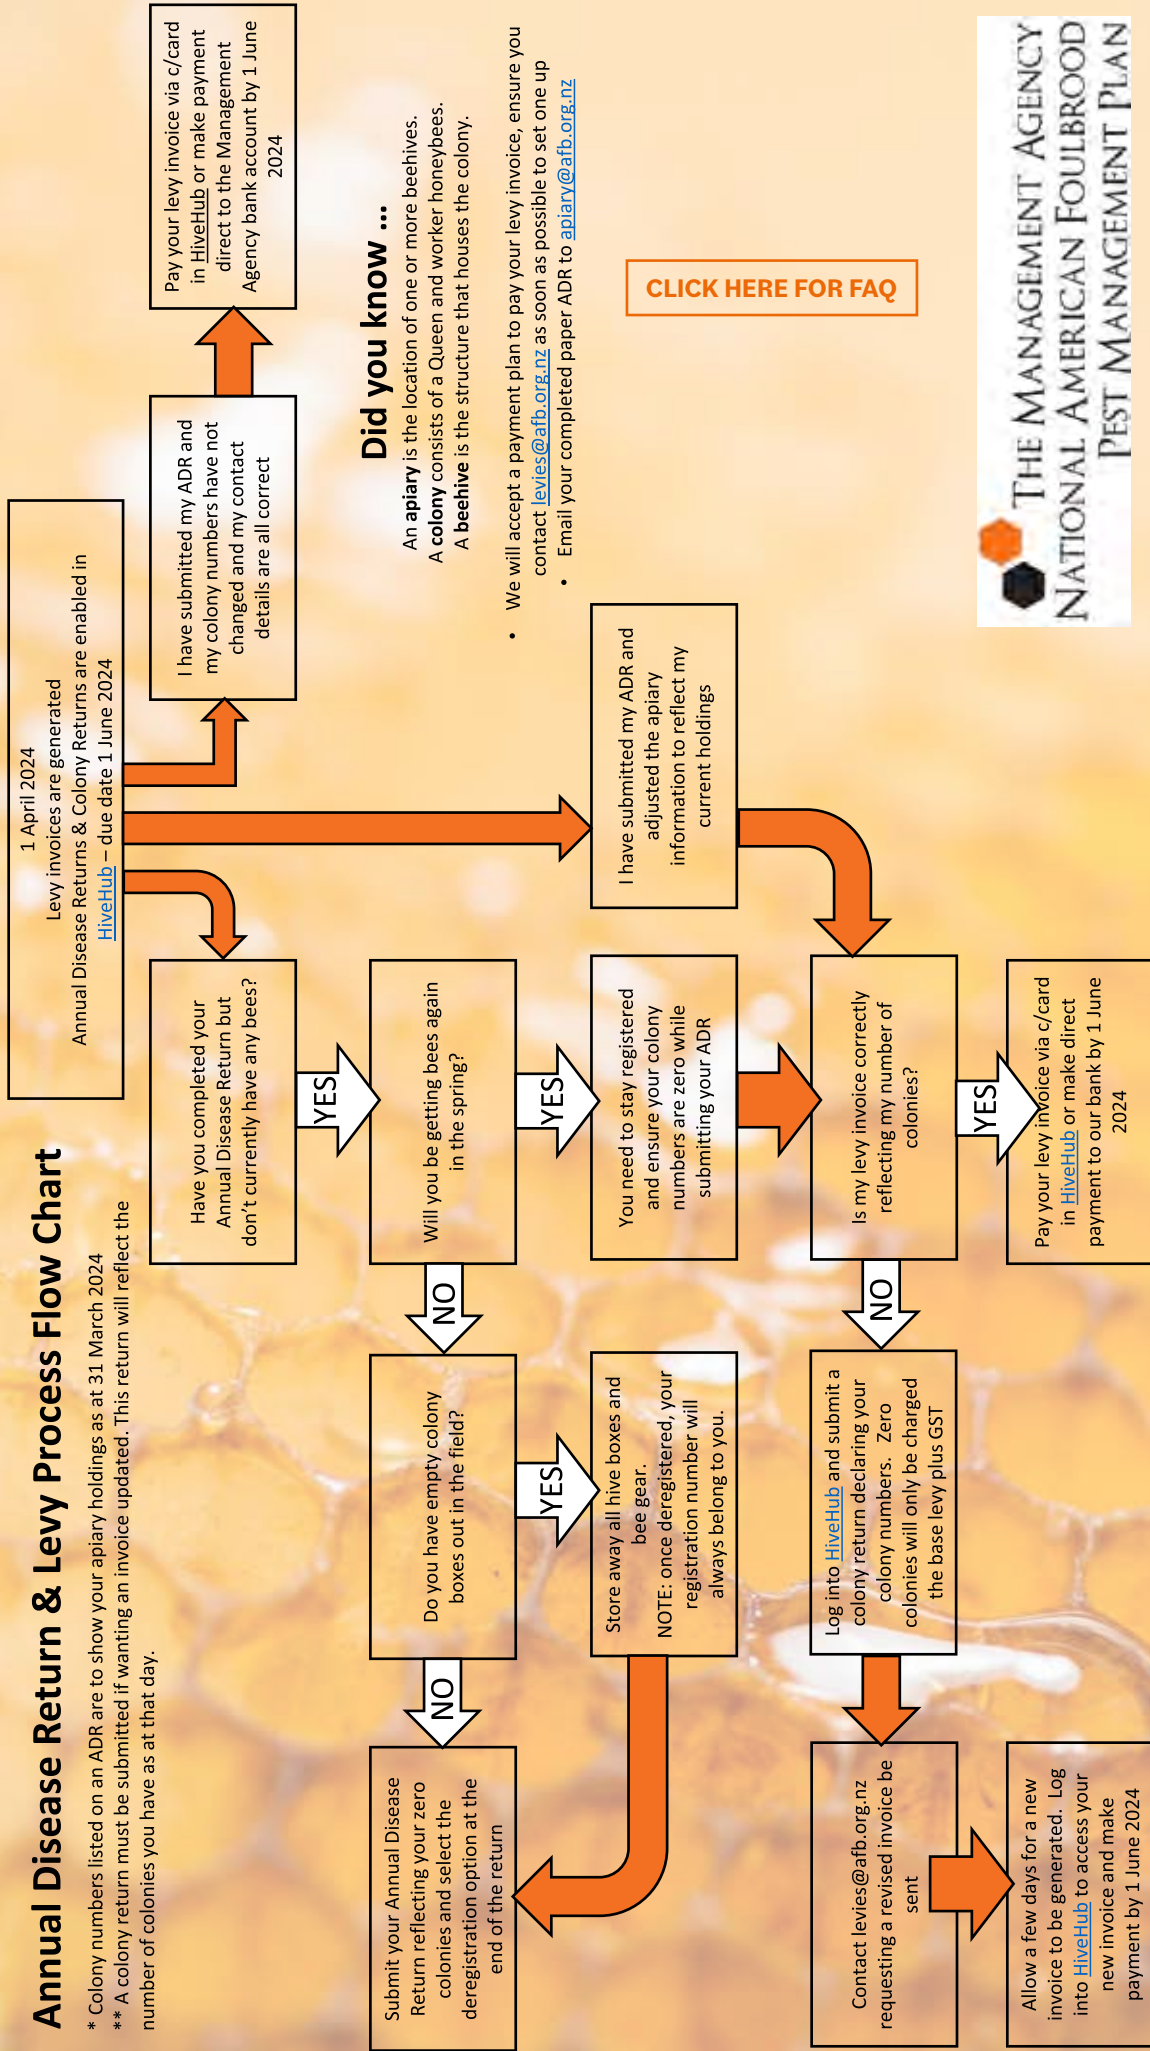 Annual Disease Return & Levy Process Flow Chart
* Colony numbers listed on an ADR are to show your apiary holdings as at 31 March 2024
** A colony return must be submitted if wanting an invoice updated. This return will reflect the
number of colonies you have as at that day.
1 April 2024
Levy invoices are generated
Annual Disease Returns & Colony Returns are enabled in
HiveHub – due date 1 June 2024
Have you completed your
Annual Disease Return but
don't currently have any bees?
I have submitted my ADR and
my colony numbers have not
changed and my contact
details are all correct
Pay your levy invoice via c/card
in HiveHub or make payment
direct to the Management
Agency bank account by 1 June
2024
YES
Will you be getting bees again
in the spring?
NO
Do you have empty colony
boxes out in the field?
NO
Submit your Annual Disease
Return reflecting your zero
colonies and select the
deregistration option at the
end of the return
Did you know ...
An apiary is the location of one or more beehives.
A colony consists of a Queen and worker honeybees.
A beehive is the structure that houses the colony.
• We will accept a payment plan to pay your levy invoice, ensure you
contact levies@afb.org.nz as soon as possible to set one up
• Email your completed paper ADR to apiary@afb.org.nz
YES
YES
Store away all hive boxes and
bee gear.
NOTE: once deregistered, your
registration number will
always belong to you.
You need to stay registered
and ensure your colony
numbers are zero while
submitting your ADR
I have submitted my ADR and
adjusted the apiary
information to reflect my
current holdings
CLICK HERE FOR FAQ
Is my levy invoice correctly
reflecting my number of
colonies?
NO
Log into HiveHub and submit a
colony return declaring your
colony numbers. Zero
colonies will only be charged
the base levy plus GST
Contact levies@afb.org.nz
requesting a revised invoice be
sent
Allow a few days for a new
invoice to be generated. Log
into HiveHub to access your
new invoice and make
payment by 1 June 2024
YES
Pay your levy invoice via c/card
in HiveHub or make direct
payment to our bank by 1 June
2024
THE MANAGEMENT AGENCY
NATIONAL AMERICAN FOULBROOD
PEST MANAGEMENT PLAN